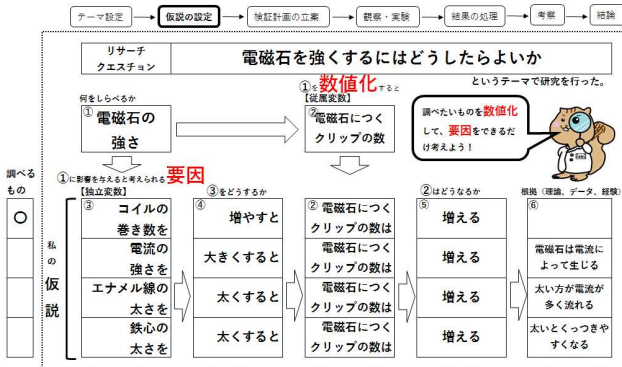 テーマ設定
仮説の設定
検証計画の立案
観察・実験
結果の処理
考察
結論
リサーチ
クエスチョン
電磁石を強くするにはどうしたらよいか
というテーマで研究を行った。
何をしらべるか
①電磁石の
強さ
①を数値化すると
【従属変数】
②電磁石につく
クリップの数
調べたいものを数値化
して、要因をできるだ
け考えよう！
①に影響を与えると考えられる要因
【独立変数】
③をどうするか
②はどうなるか
根拠（理論、データ、経験）
調べる
もの
〇
私の仮説
③コイルの
巻き数を
④増やすと
②電磁石につく
クリップの数は
⑤増える
⑥
電流の
強さを
大きくすると
電磁石につく
クリップの数は
増える
電磁石は電流に
よって生じる
エナメル線の
太さを
太くすると
電磁石につく
クリップの数は
増える
太い方が電流が
多く流れる
鉄心の
太さを
太くすると
電磁石につく
クリップの数は
増える
太いとくっつきや
すくなる